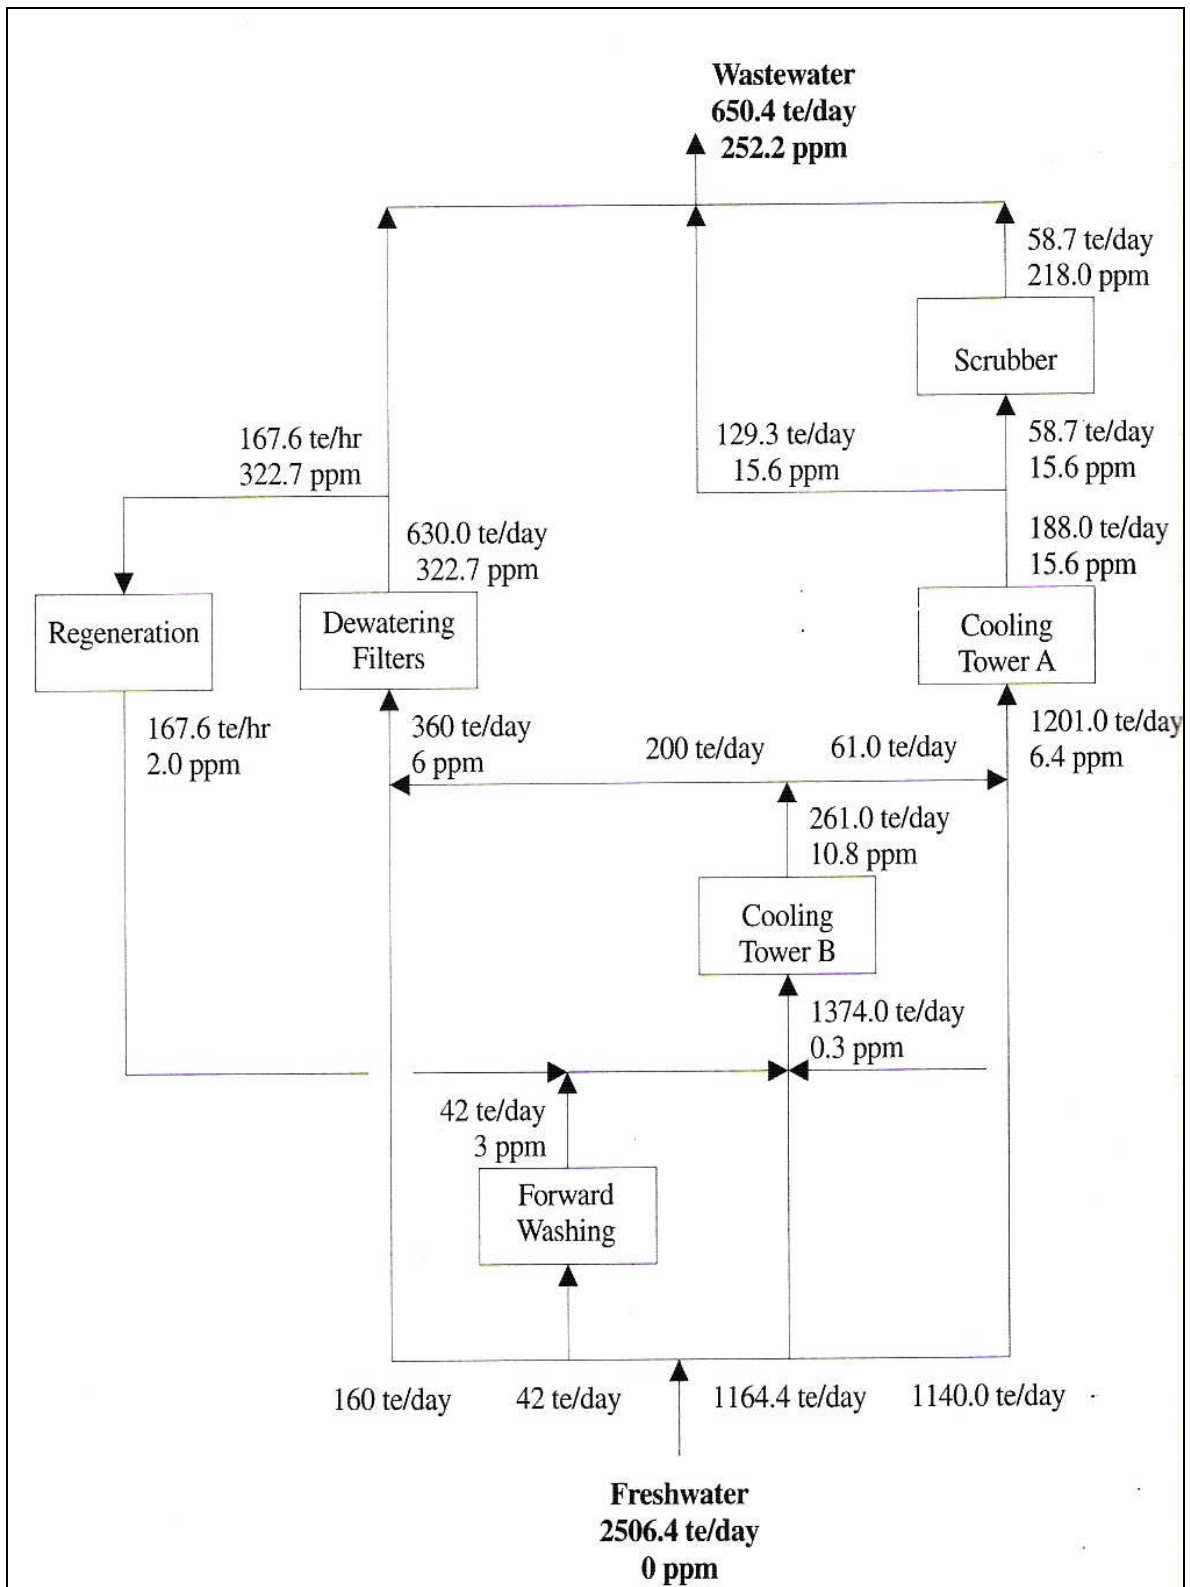 Wastewater
650.4 te/day
252.2 ppm
58.7 te/day
218.0 ppm
Scrubber
167.6 te/hr
322.7 ppm
129.3 te/day
15.6 ppm
58.7 te/day
15.6 ppm
630.0 te/day
322.7 ppm
188.0 te/day
15.6 ppm
Regeneration
Dewatering
Filters
Cooling
Tower A
167.6 te/hr
2.0 ppm
360 te/day
6 ppm
200 te/day
61.0 te/day
1201.0 te/day
6.4 ppm
261.0 te/day
10.8 ppm
Cooling
Tower B
1374.0 te/day
0.3 ppm
42 te/day
3 ppm
Forward
Washing
160 te/day
42 te/day
1164.4 te/day
1140.0 te/day
Freshwater
2506.4 te/day
0 ppm